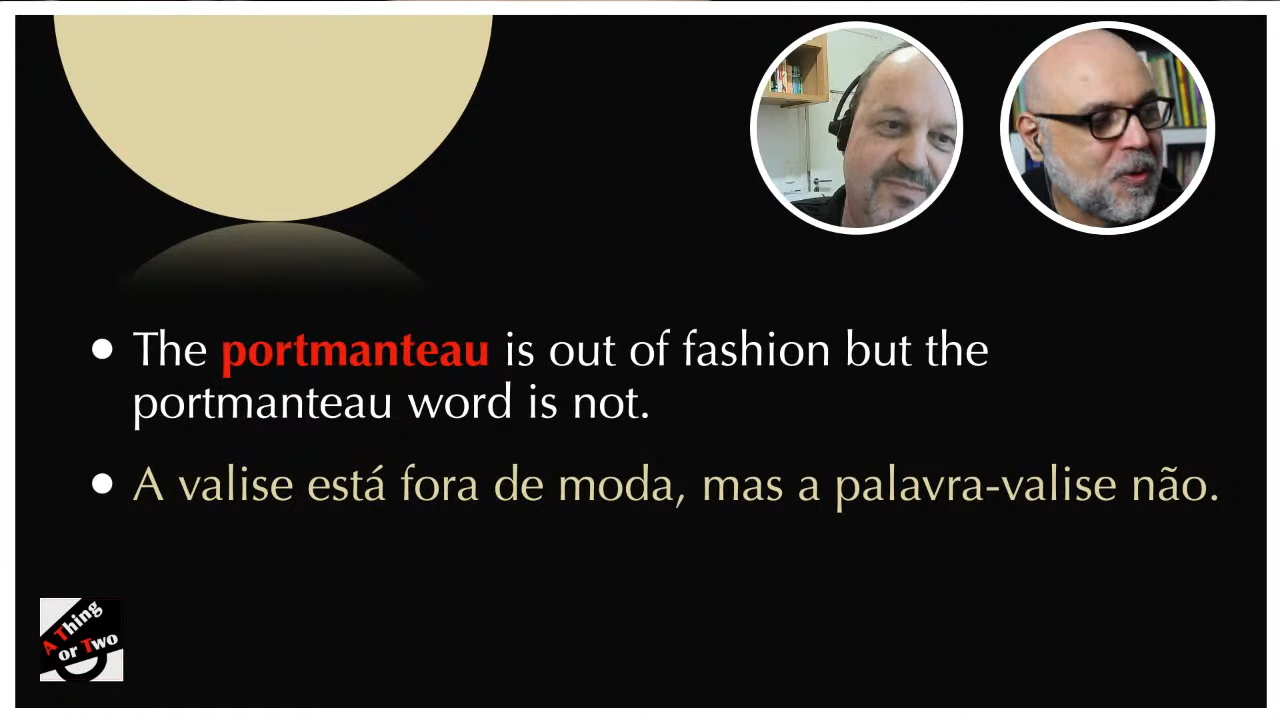 The portmanteau is out of fashion but the
portmanteau word is not.
A valise está fora de moda, mas a palavra-valise não.
A Thing
or Two